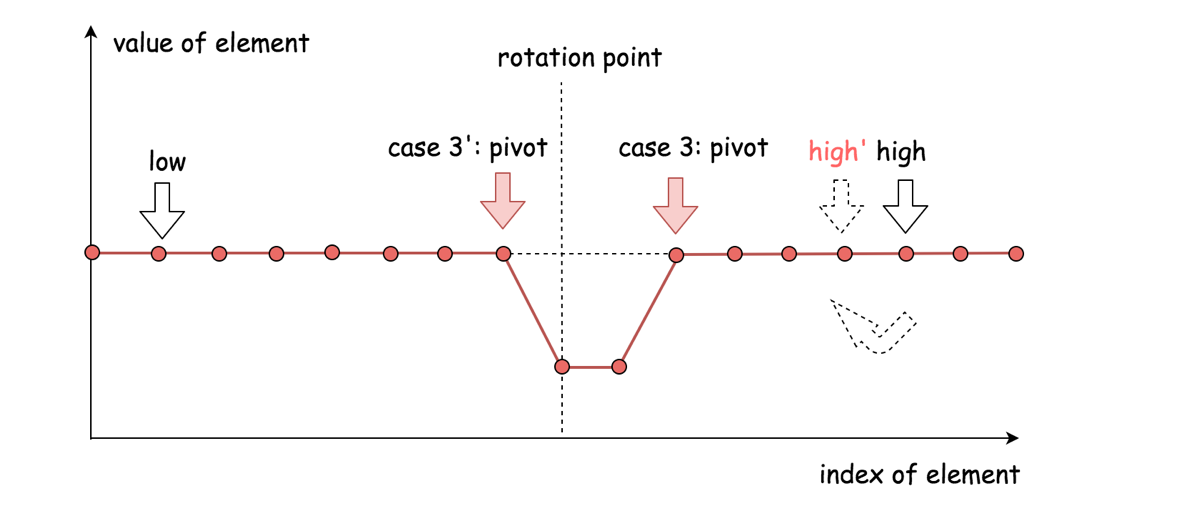 value of element
rotation point
case 3': pivot
case 3: pivot
low
high' high
index of element